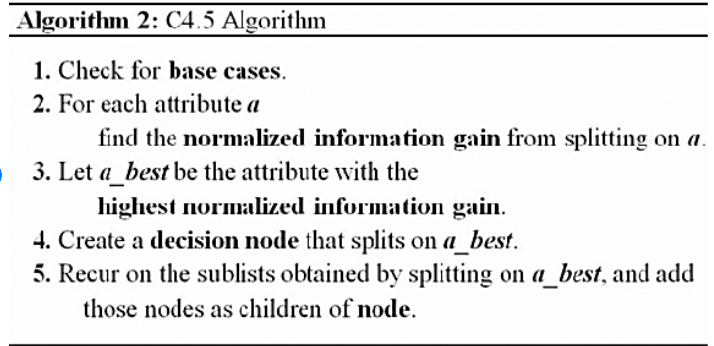 Algorithm 2: C4.5 Algorithm
1. Check for base cases.
2. For each attribute a
find the normalized information gain from splitting on a.
3. Let a_best be the attribute with the
highest normalized information gain.
4. Create a decision node that splits on a_best.
5. Recur on the sublists obtained by splitting on a_best, and add
those nodes as children of node.